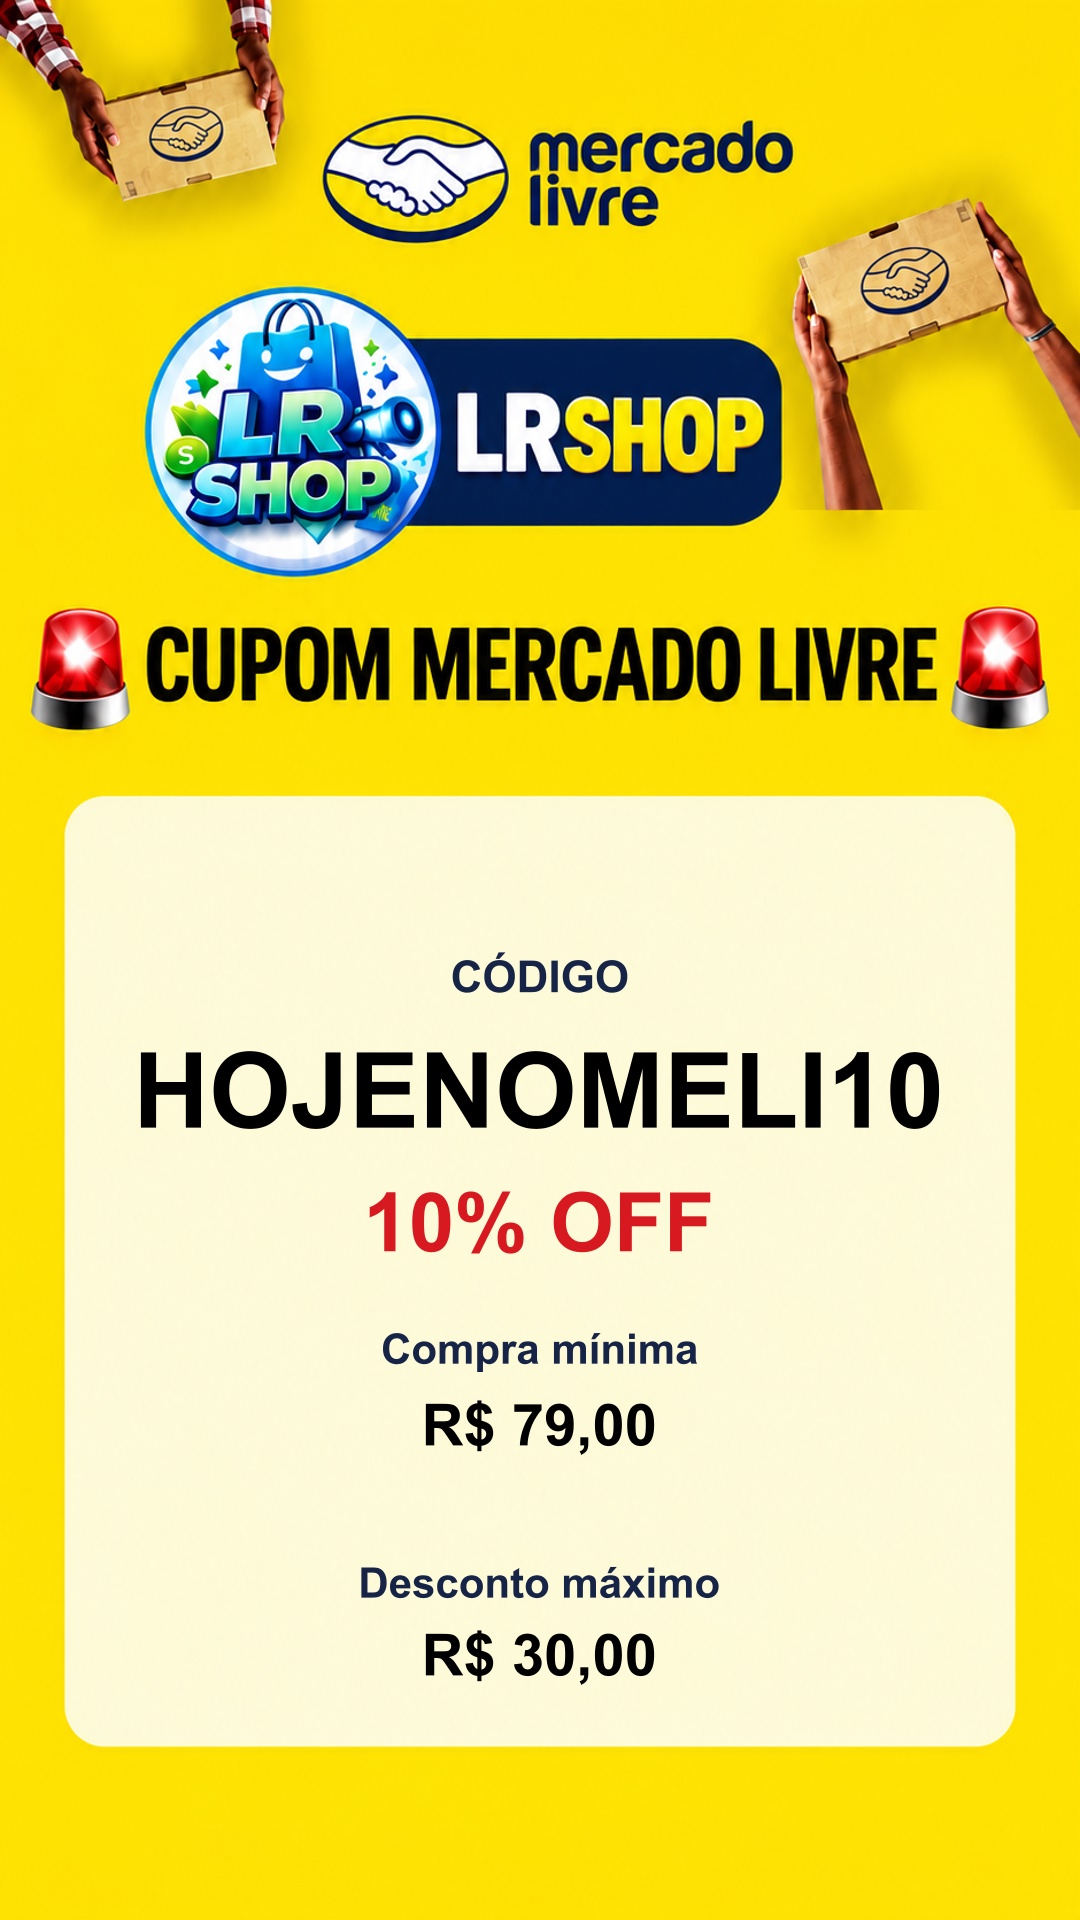 mercado
livre
LR
SHOP
S
LRSHOP
CUPOM MERCADO LIVRE
CÓDIGO
HOJENOMELI10
10% OFF
Compra mínima
R$ 79,00
Desconto máximo
R$ 30,00